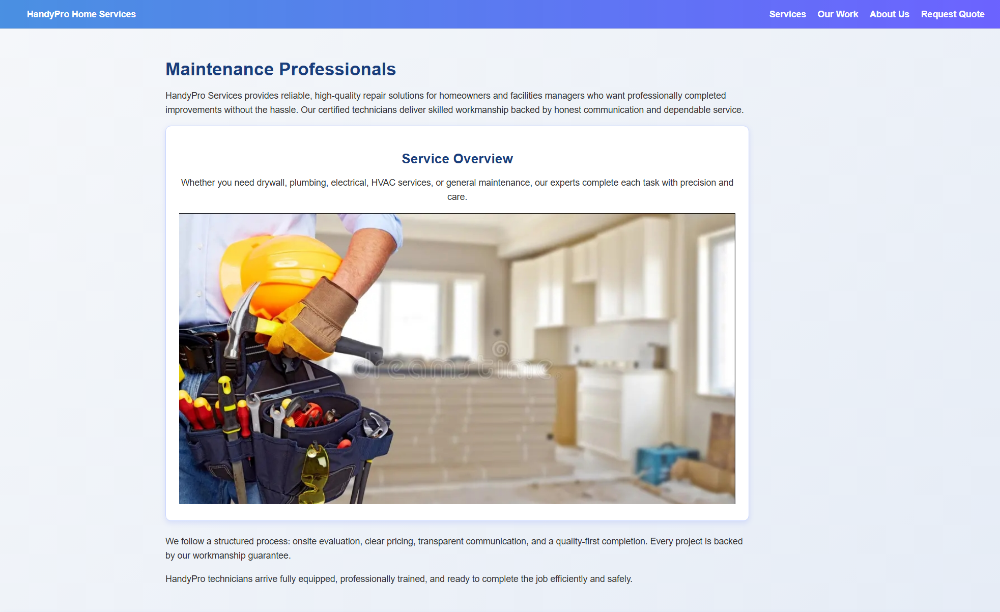 HandyPro Home Services
Services Our Work About Us Request Quote
Maintenance Professionals
HandyPro Services provides reliable, high-quality repair solutions for homeowners and facilities managers who want professionally completed
improvements without the hassle. Our certified technicians deliver skilled workmanship backed by honest communication and dependable service.
Service Overview
Whether you need drywall, plumbing, electrical, HVAC services, or general maintenance, our experts complete each task with precision and
care.
dreamstime.
We follow a structured process: onsite evaluation, clear pricing, transparent communication, and a quality-first completion. Every project is backed
by our workmanship guarantee.
HandyPro technicians arrive fully equipped, professionally trained, and ready to complete the job efficiently and safely.